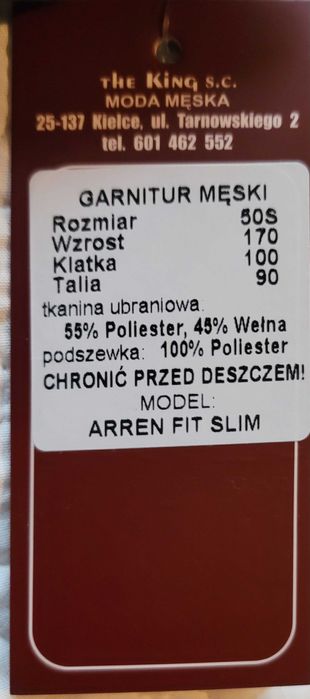 THE KING S.C.
MODA MĘSKA
25-137 Kielce, ul. Tarnowskiego 2
tel. 601 462 552
GARNITUR MĘSKI
Rozmiar 50S
Wzrost 170
Klatka 100
Talia 90
tkanina ubraniowa:
55% Poliester, 45% Wełna
podszewka: 100% Poliester
CHRONIĆ PRZED DESZCZEM!
MODEL:
ARREN FIT SLIM